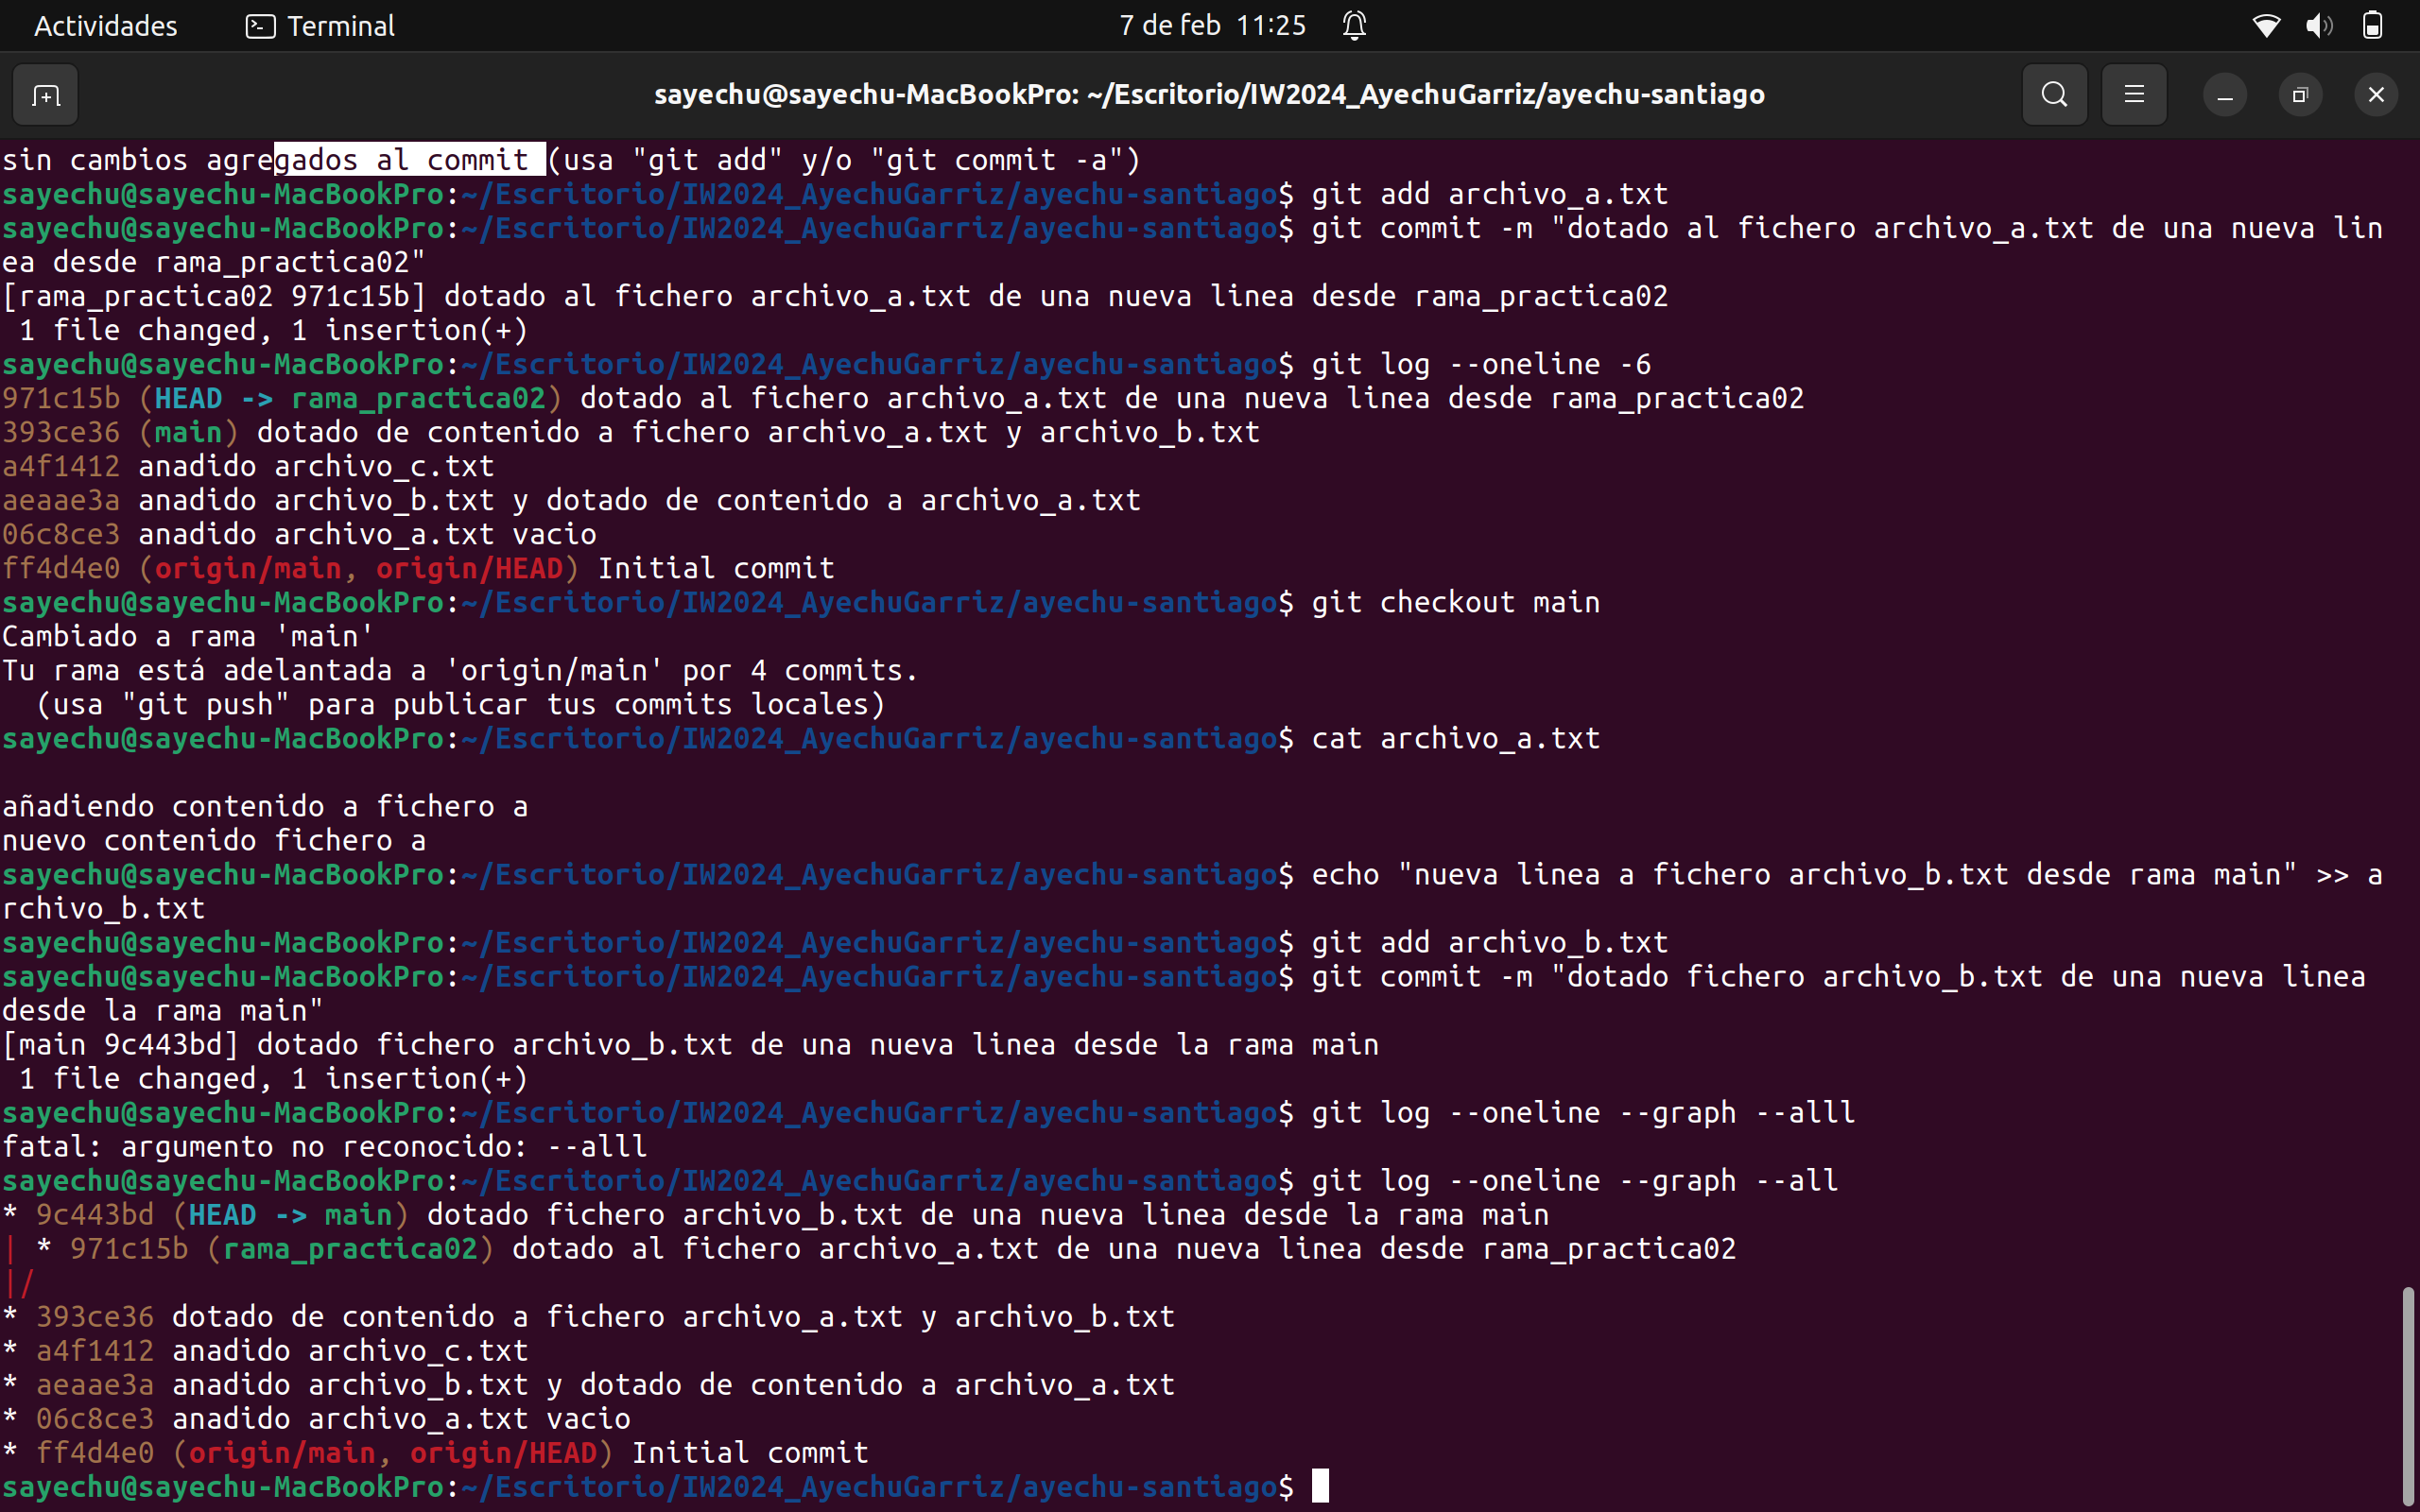 Actividades Terminal 7 de feb 11:25
sayechu@sayechu-MacBookPro: ~/Escritorio/IW2024_AyechuGarriz/ayechu-santiago
sin cambios agregados al commit (usa "git add" y/o "git commit -a")
sayechu@sayechu-MacBookPro:~/Escritorio/IW2024_AyechuGarriz/ayechu-santiago$ git add archivo_a.txt
sayechu@sayechu-MacBookPro:~/Escritorio/IW2024_AyechuGarriz/ayechu-santiago$ git commit -m "dotado al fichero archivo_a.txt de una nueva lin
ea desde rama_practica02"
[rama_practica02 971c15b] dotado al fichero archivo_a.txt de una nueva linea desde rama_practica02
 1 file changed, 1 insertion(+)
sayechu@sayechu-MacBookPro:~/Escritorio/IW2024_AyechuGarriz/ayechu-santiago$ git log --oneline -6
971c15b (HEAD -> rama_practica02) dotado al fichero archivo_a.txt de una nueva linea desde rama_practica02
393ce36 (main) dotado de contenido a fichero archivo_a.txt y archivo_b.txt
a4f1412 anadido archivo_c.txt
aeaae3a anadido archivo_b.txt y dotado de contenido a archivo_a.txt
06c8ce3 anadido archivo_a.txt vacio
ff4d4e0 (origin/main, origin/HEAD) Initial commit
sayechu@sayechu-MacBookPro:~/Escritorio/IW2024_AyechuGarriz/ayechu-santiago$ git checkout main
Cambiado a rama 'main'
Tu rama está adelantada a 'origin/main' por 4 commits.
  (usa "git push" para publicar tus commits locales)
sayechu@sayechu-MacBookPro:~/Escritorio/IW2024_AyechuGarriz/ayechu-santiago$ cat archivo_a.txt
añadiendo contenido a fichero a
nuevo contenido fichero a
sayechu@sayechu-MacBookPro:~/Escritorio/IW2024_AyechuGarriz/ayechu-santiago$ echo "nueva linea a fichero archivo_b.txt desde rama main" >> a
rchivo_b.txt
sayechu@sayechu-MacBookPro:~/Escritorio/IW2024_AyechuGarriz/ayechu-santiago$ git add archivo_b.txt
sayechu@sayechu-MacBookPro:~/Escritorio/IW2024_AyechuGarriz/ayechu-santiago$ git commit -m "dotado fichero archivo_b.txt de una nueva linea 
desde la rama main"
[main 9c443bd] dotado fichero archivo_b.txt de una nueva linea desde la rama main
 1 file changed, 1 insertion(+)
sayechu@sayechu-MacBookPro:~/Escritorio/IW2024_AyechuGarriz/ayechu-santiago$ git log --oneline --graph --alll
fatal: argumento no reconocido: --alll
sayechu@sayechu-MacBookPro:~/Escritorio/IW2024_AyechuGarriz/ayechu-santiago$ git log --oneline --graph --all
* 9c443bd (HEAD -> main) dotado fichero archivo_b.txt de una nueva linea desde la rama main
| * 971c15b (rama_practica02) dotado al fichero archivo_a.txt de una nueva linea desde rama_practica02
|/
* 393ce36 dotado de contenido a fichero archivo_a.txt y archivo_b.txt
* a4f1412 anadido archivo_c.txt
* aeaae3a anadido archivo_b.txt y dotado de contenido a archivo_a.txt
* 06c8ce3 anadido archivo_a.txt vacio
* ff4d4e0 (origin/main, origin/HEAD) Initial commit
sayechu@sayechu-MacBookPro:~/Escritorio/IW2024_AyechuGarriz/ayechu-santiago$